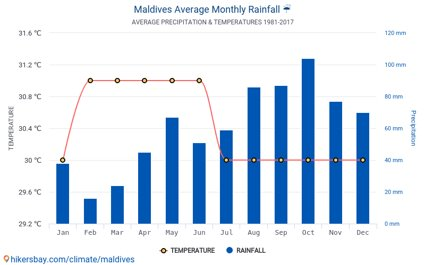 Maldives Average Monthly Rainfall ☔
AVERAGE PRECIPITATION & TEMPERATURES 1981-2017
31.6 °C
31.2 °C
30.8 °C
30.4 °C
30 °C
29.6 °C
29.2 °C
TEMPERATURE
120 mm
100 mm
80 mm
60 mm
40 mm
20 mm
0 mm
Precipitation
Jan Feb Mar Apr May Jun Jul Aug Sep Oct Nov Dec
TEMPERATURE RAINFALL
hikersbay.com/climate/maldives